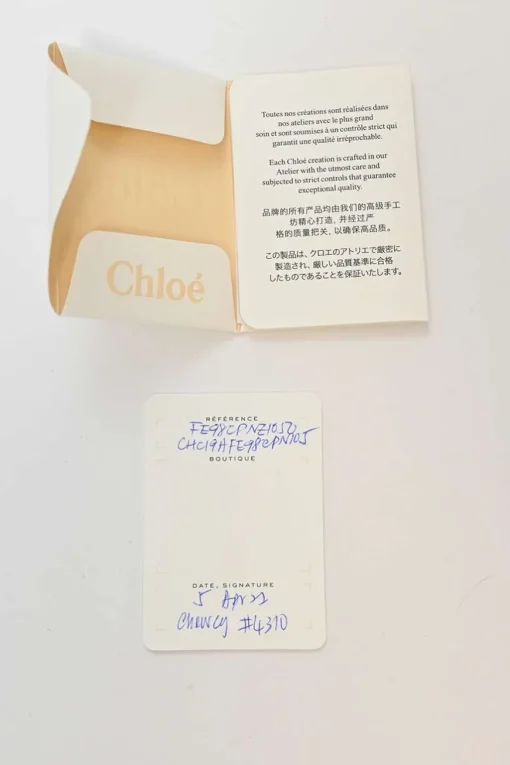 Toutes nos créations sont réalisées dans
nos ateliers avec le plus grand
soin et sont soumises à un contrôle strict qui
garantit une qualité irréprochable.
Each Chloé creation is crafted in our
Atelier with the utmost care and
subjected to strict controls that guarantee
exceptional quality.
品牌的所有产品均由我们的高级手工
坊精心打造，并经过严
格的质量把关，以确保高品质。
この製品は、クロエのアトリエで厳密に
製造され、厳しい品質基準に合格
したものであることを保証いたします。
Chloé
RÉFÉRENCE
CHC19AFE98CPN105
BOUTIQUE
DATE, SIGNATURE
5 Apr 21
#4310